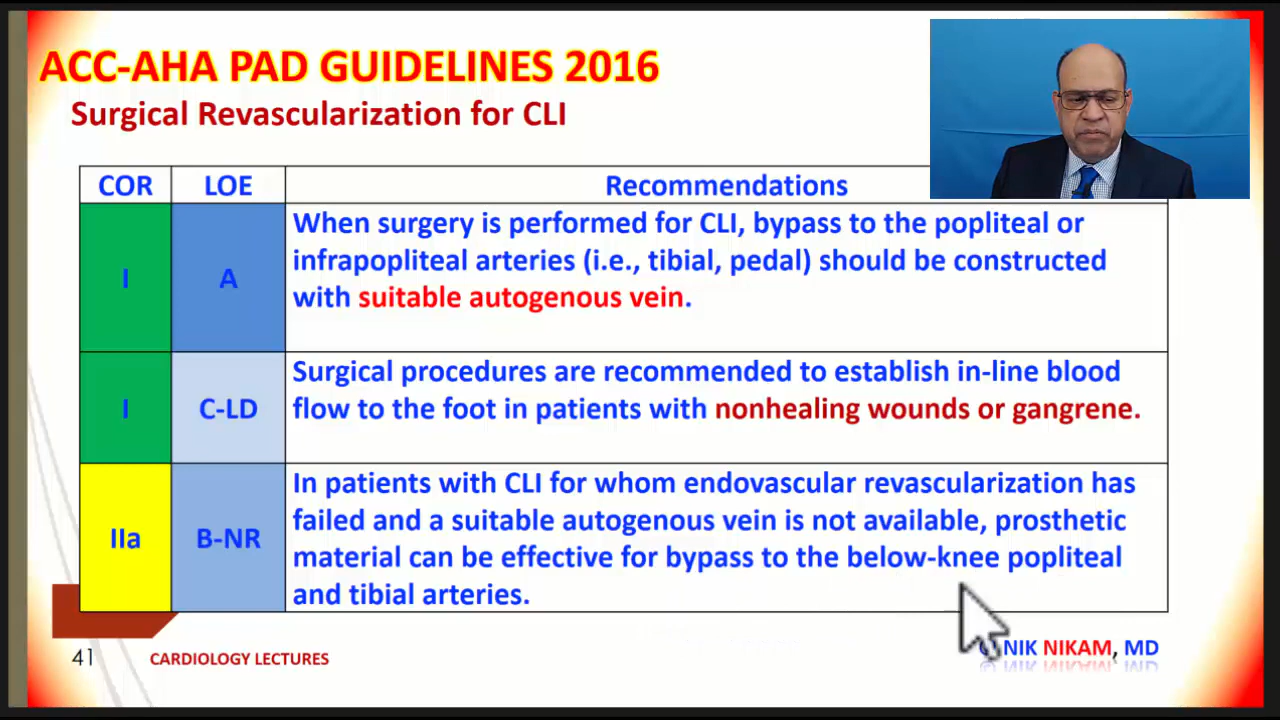 ACC-AHA PAD GUIDELINES 2016
Surgical Revascularization for CLI
COR LOE Recommendations
I A When surgery is performed for CLI, bypass to the popliteal or
infrapopliteal arteries (i.e., tibial, pedal) should be constructed
with suitable autogenous vein.
I C-LD Surgical procedures are recommended to establish in-line blood
flow to the foot in patients with nonhealing wounds or gangrene.
IIa B-NR In patients with CLI for whom endovascular revascularization has
failed and a suitable autogenous vein is not available, prosthetic
material can be effective for bypass to the below-knee popliteal
and tibial arteries.
41 CARDIOLOGY LECTURES NIK NIKAM, MD